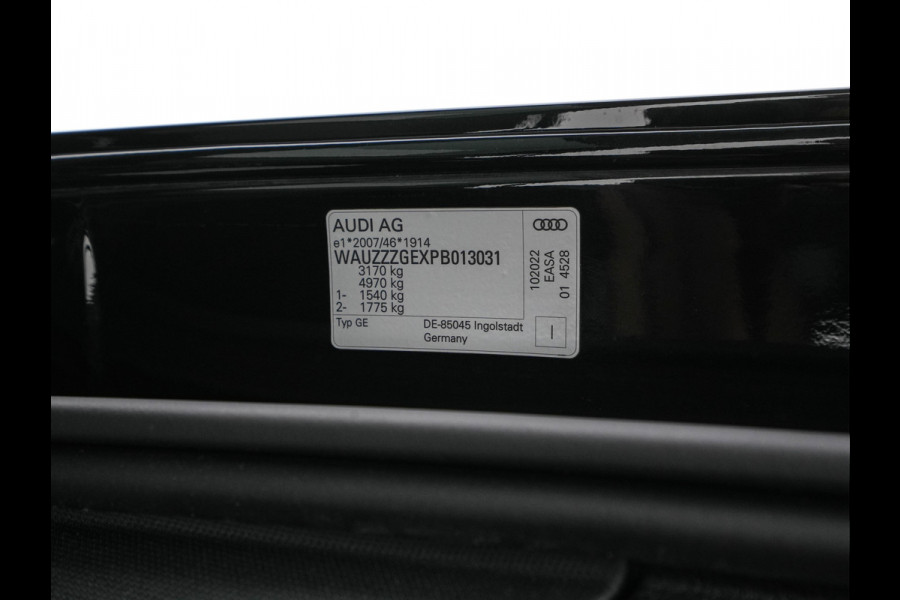 AUDI AG
e1*2007/46*1914
WAUZZZGEXPB013031
3170 kg
4970 kg
1- 1540 kg
2- 1775 kg
Typ GE
DE-85045 Ingolstadt
Germany
102022
EASA
01 4528
I